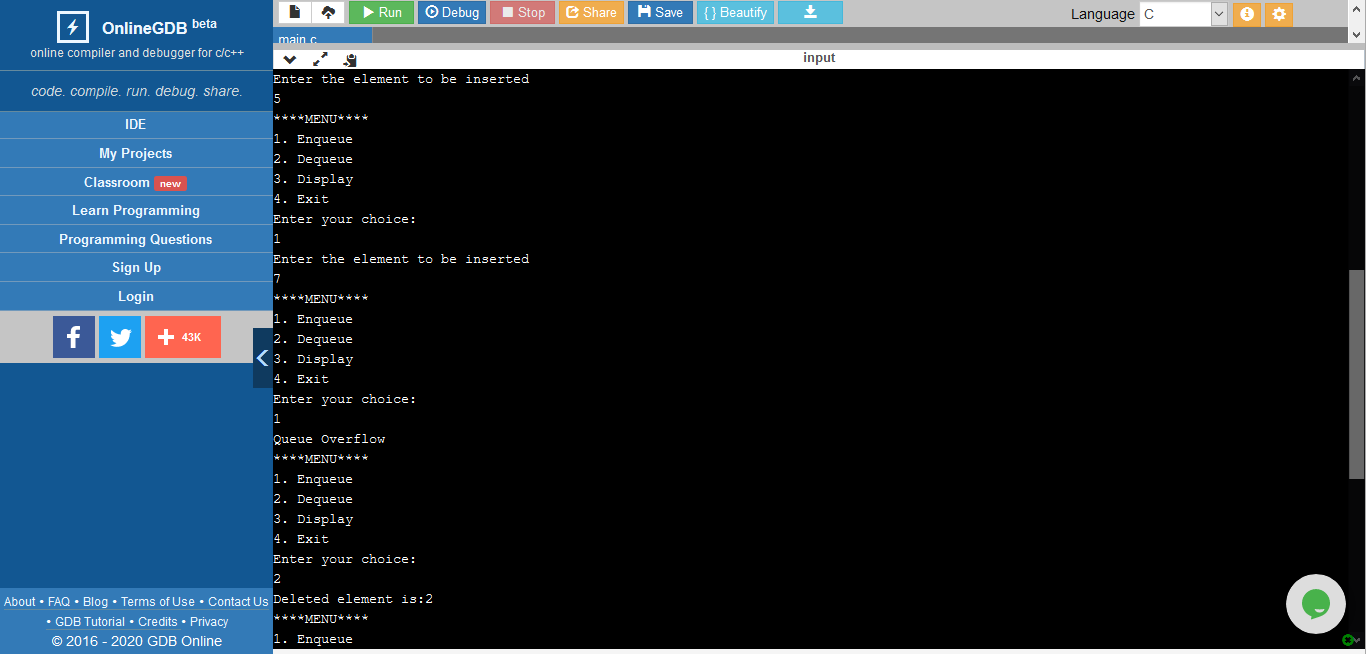 OnlineGDB beta
online compiler and debugger for c/c++
code. compile. run. debug. share.
IDE
My Projects
Classroom new
Learn Programming
Programming Questions
Sign Up
Login
43K
About • FAQ • Blog • Terms of Use • Contact Us
• GDB Tutorial • Credits • Privacy
© 2016 - 2020 GDB Online
Run Debug Stop Share Save { } Beautify Language C
main.c
input
Enter the element to be inserted
5
****MENU****
1. Enqueue
2. Dequeue
3. Display
4. Exit
Enter your choice:
1
Enter the element to be inserted
7
****MENU****
1. Enqueue
2. Dequeue
3. Display
4. Exit
Enter your choice:
1
Queue Overflow
****MENU****
1. Enqueue
2. Dequeue
3. Display
4. Exit
Enter your choice:
2
Deleted element is:2
****MENU****
1. Enqueue